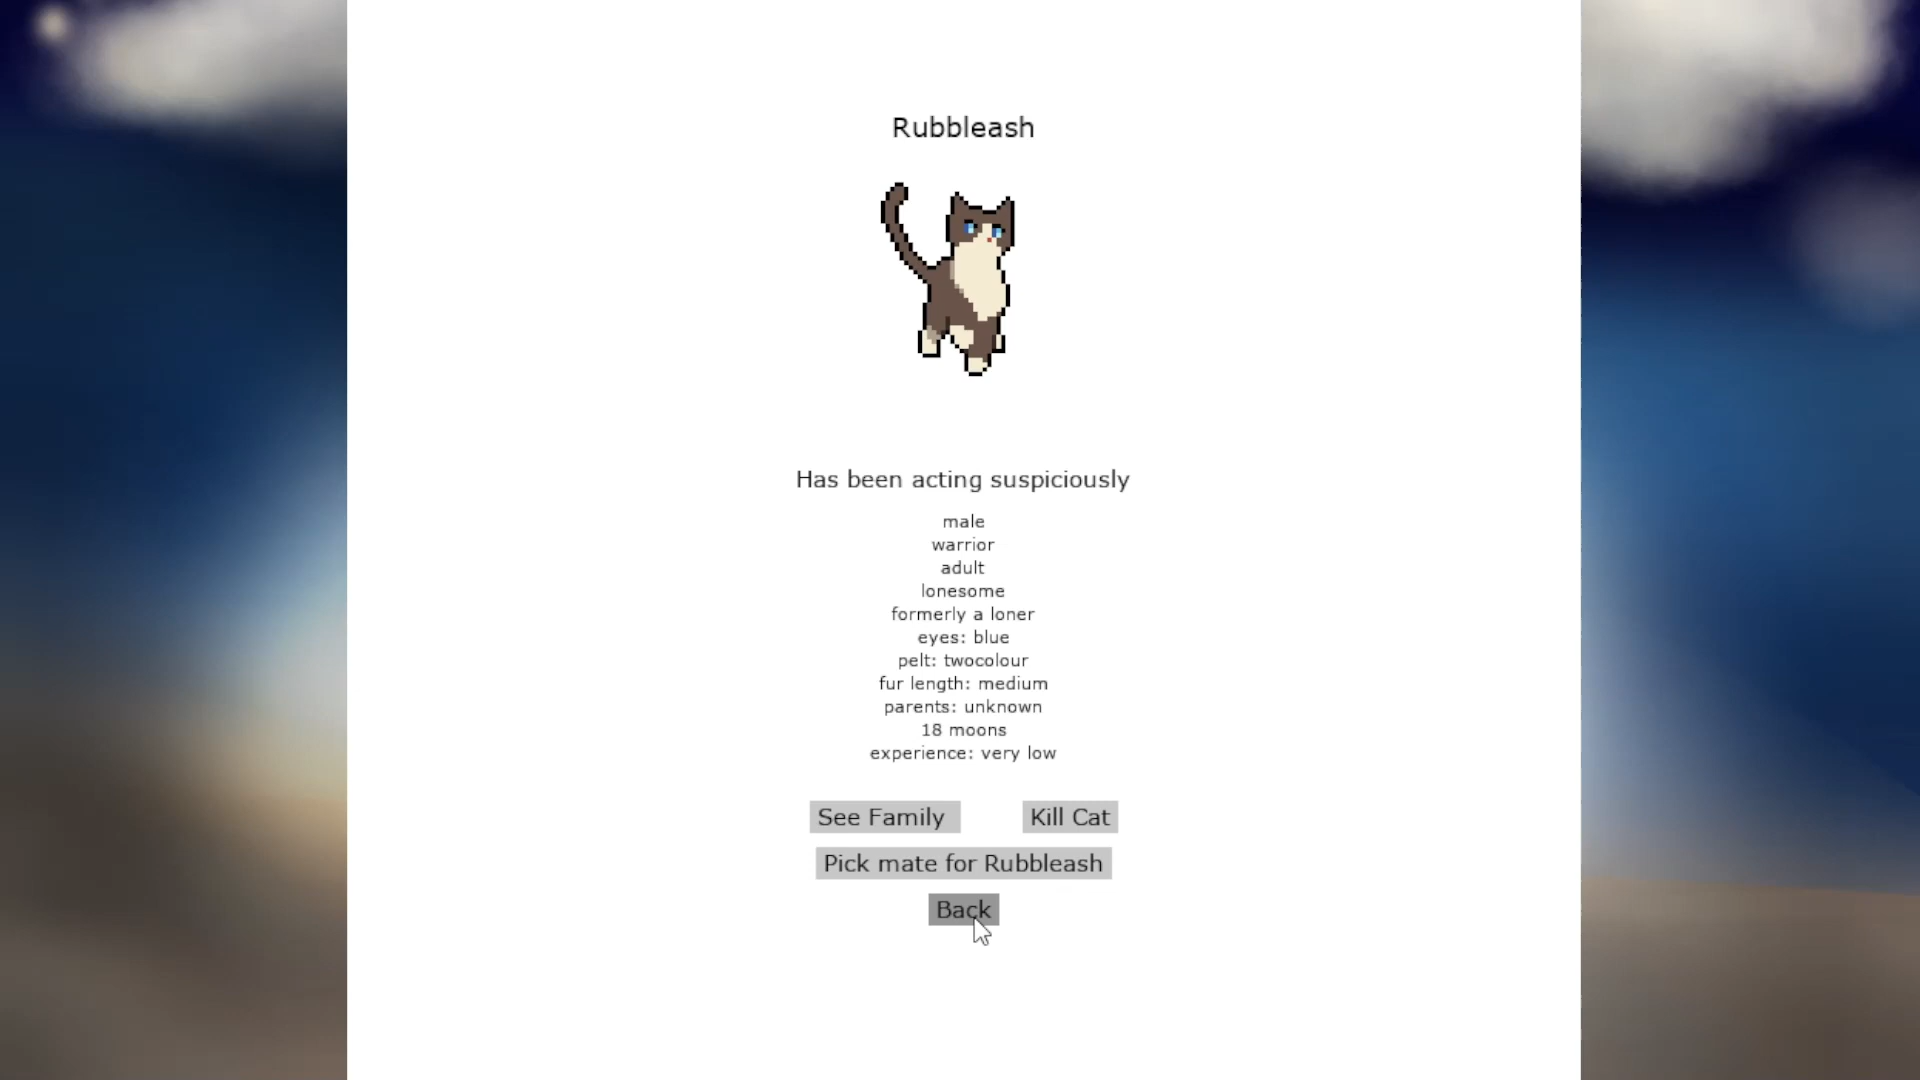 Rubbleash
Has been acting suspiciously
male
warrior
adult
lonesome
formerly a loner
eyes: blue
pelt: twocolour
fur length: medium
parents: unknown
18 moons
experience: very low
See Family
Kill Cat
Pick mate for Rubbleash
Back